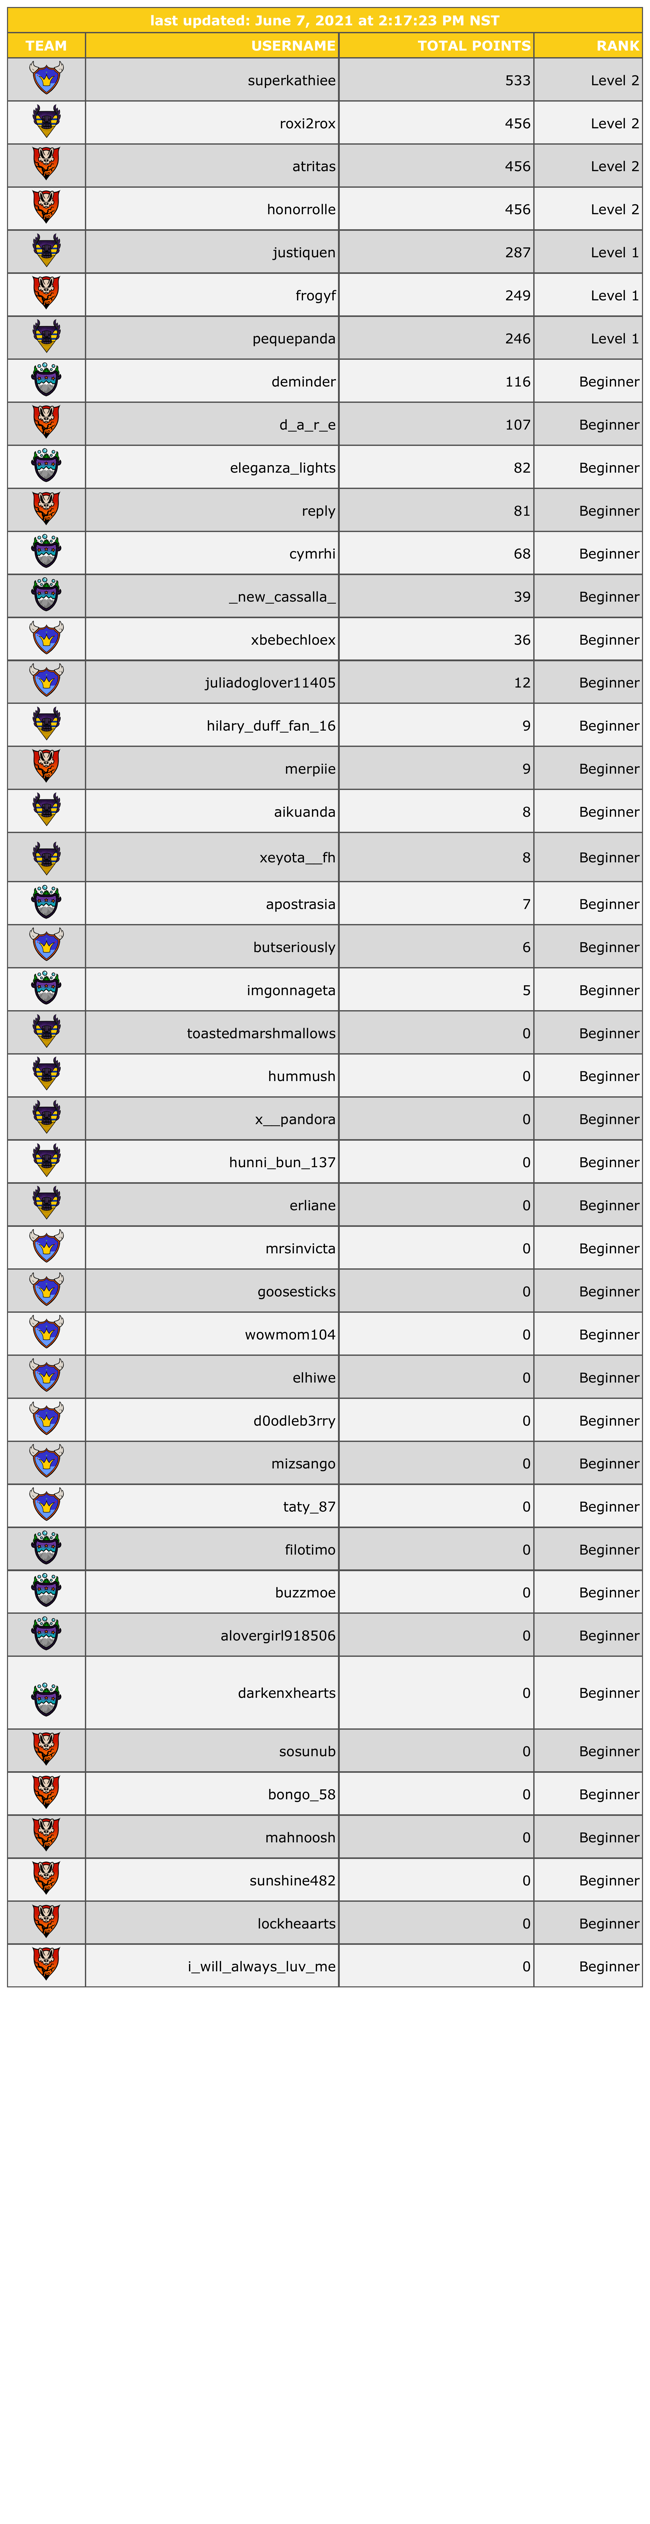 last updated: June 7, 2021 at 2:17:23 PM NST
TEAM USERNAME TOTAL POINTS RANK
superkathiee 533 Level 2
roxi2rox 456 Level 2
atritas 456 Level 2
honorrolle 456 Level 2
justiquen 287 Level 1
frogyf 249 Level 1
pequepanda 246 Level 1
deminder 116 Beginner
d_a_r_e 107 Beginner
eleganza_lights 82 Beginner
reply 81 Beginner
cymrhi 68 Beginner
_new_cassalla_ 39 Beginner
xbebechloex 36 Beginner
juliadoglover11405 12 Beginner
hilary_duff_fan_16 9 Beginner
merpiie 9 Beginner
aikuanda 8 Beginner
xeyota__fh 8 Beginner
apostrasia 7 Beginner
butseriously 6 Beginner
imgonnageta 5 Beginner
toastedmarshmallows 0 Beginner
hummush 0 Beginner
x__pandora 0 Beginner
hunni_bun_137 0 Beginner
erliane 0 Beginner
mrsinvicta 0 Beginner
goosesticks 0 Beginner
wowmom104 0 Beginner
elhiwe 0 Beginner
d0odleb3rry 0 Beginner
mizsango 0 Beginner
taty_87 0 Beginner
filotimo 0 Beginner
buzzmoe 0 Beginner
alovergirl918506 0 Beginner
darkenxhearts 0 Beginner
sosunub 0 Beginner
bongo_58 0 Beginner
mahnoosh 0 Beginner
sunshine482 0 Beginner
lockheaarts 0 Beginner
i_will_always_luv_me 0 Beginner